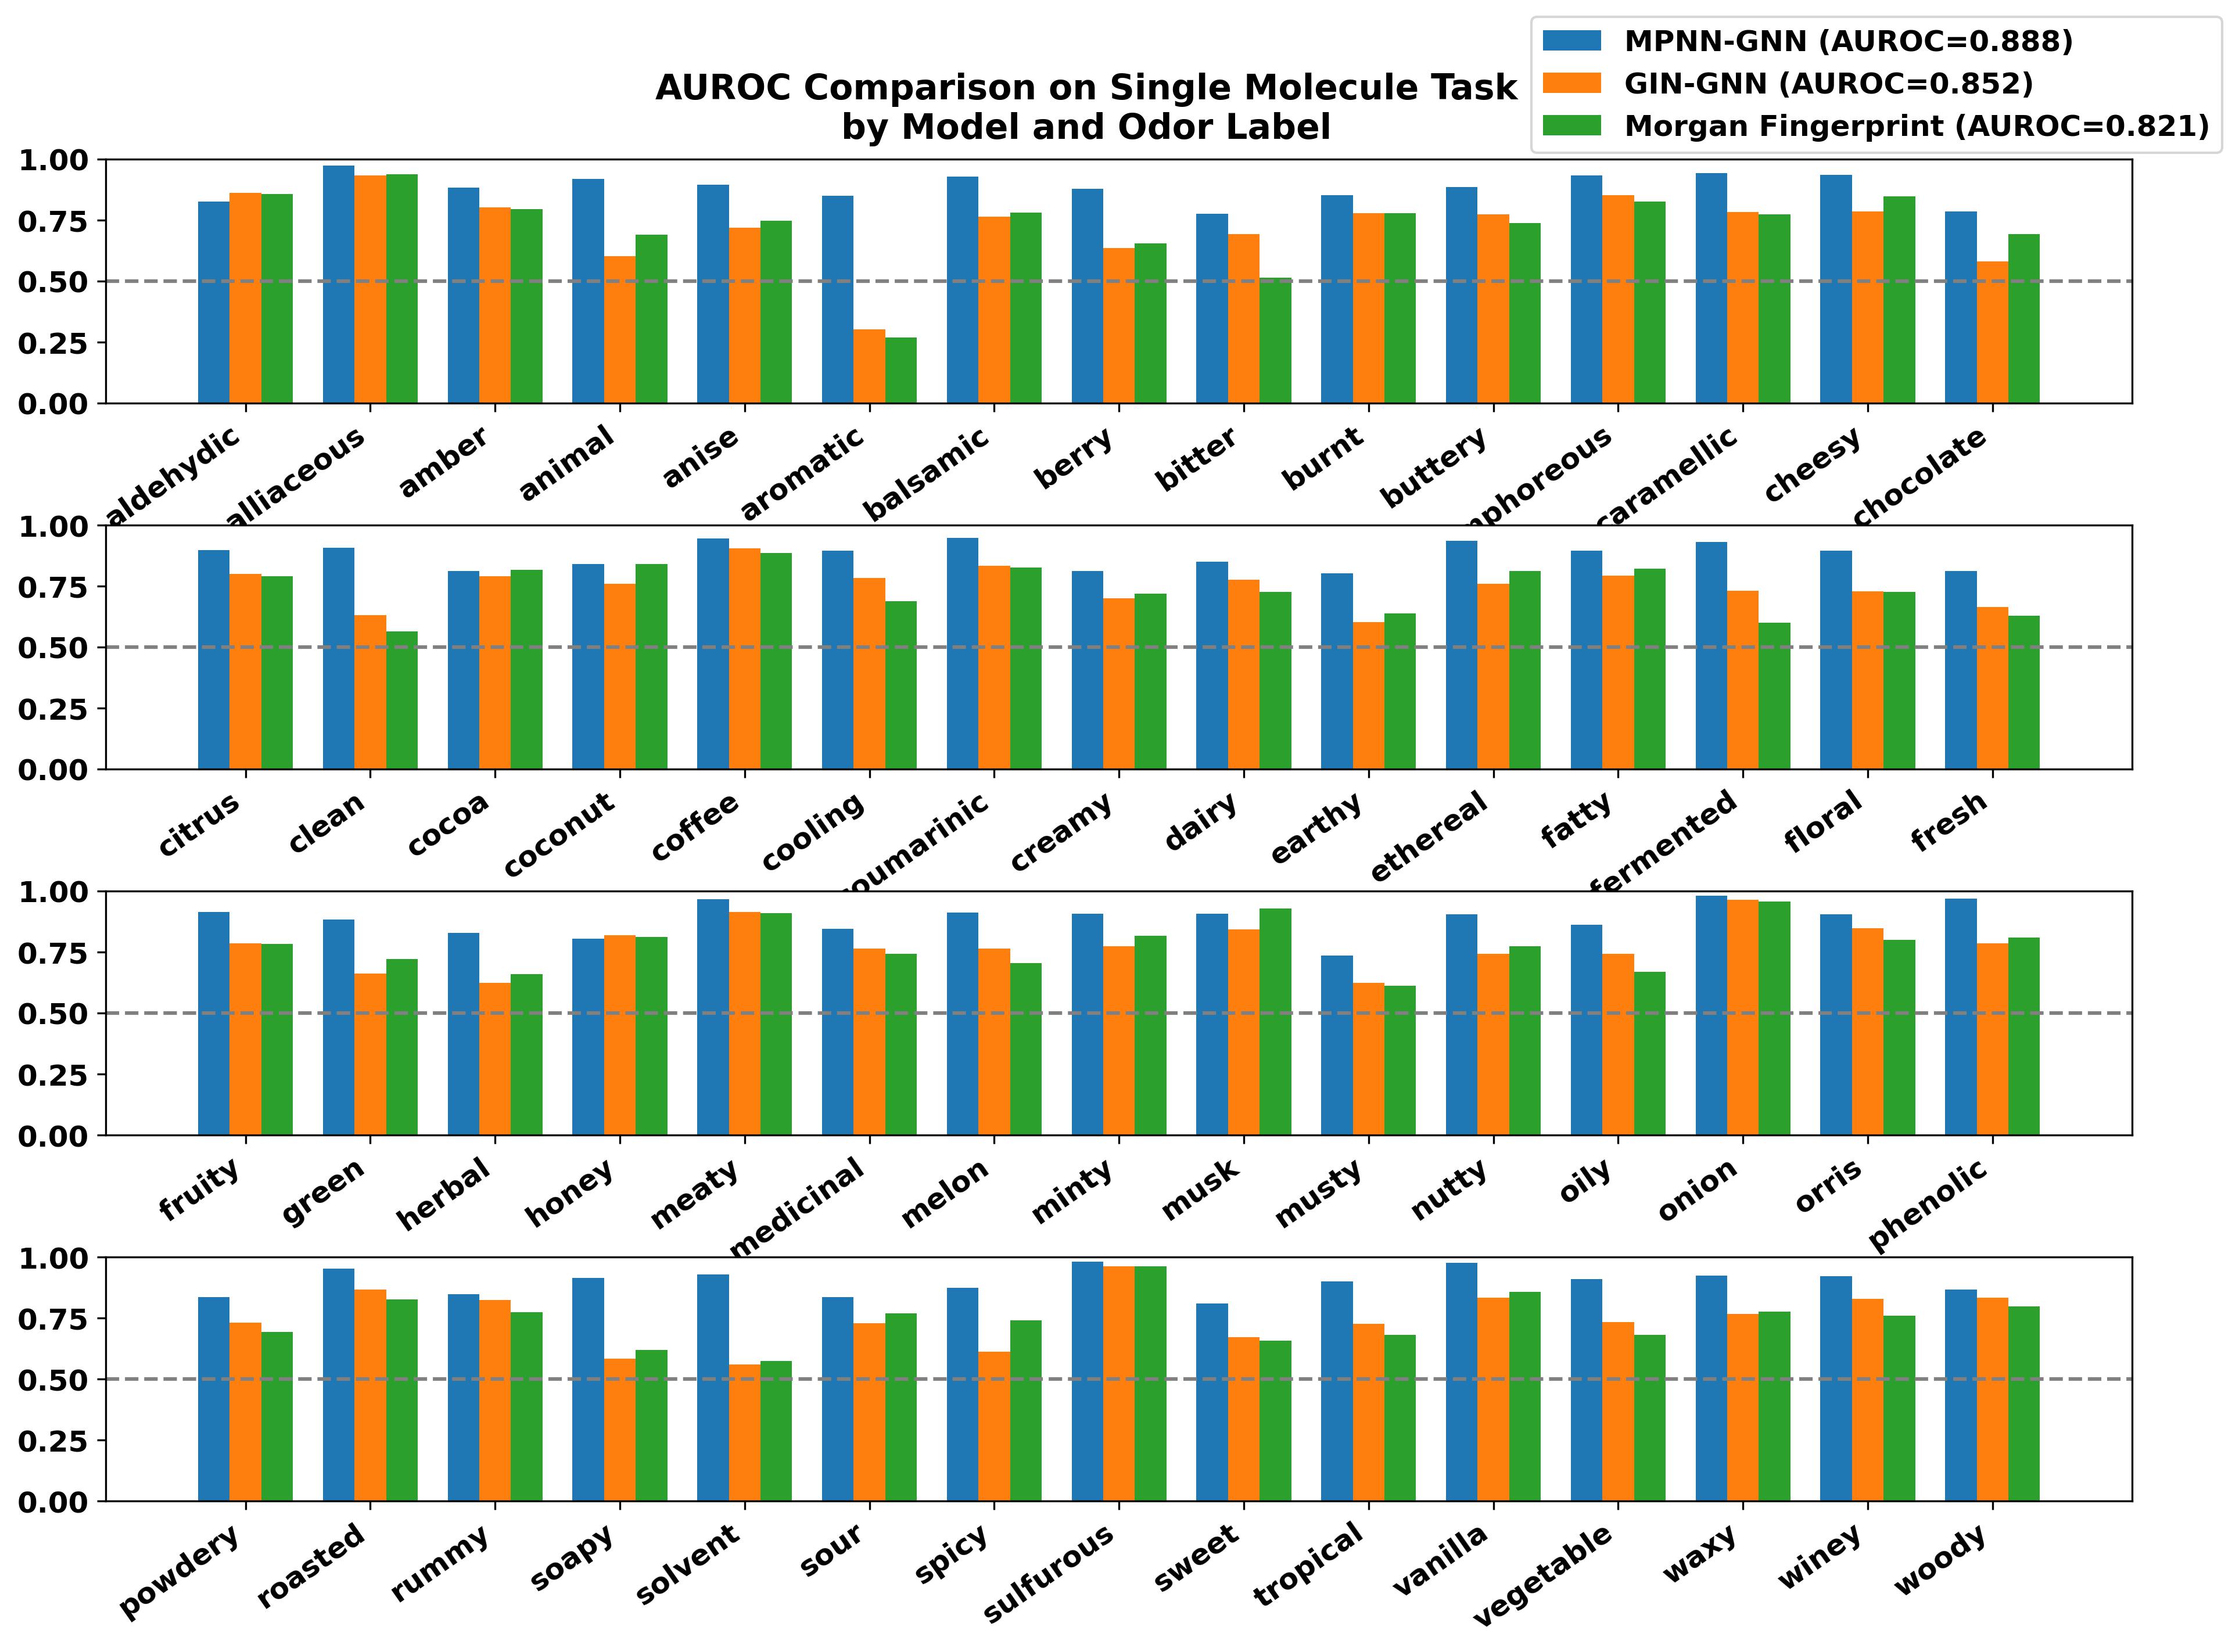 AUROC Comparison on Single Molecule Task
by Model and Odor Label
MPNN-GNN (AUROC=0.888)
GIN-GNN (AUROC=0.852)
Morgan Fingerprint (AUROC=0.821)
1.00
0.75
0.50
0.25
0.00
aldehydic
alliaceous
amber
animal
anise
aromatic
balsamic
berry
bitter
burnt
buttery
caramellic
cheesy
chocolate
1.00
0.75
0.50
0.25
0.00
citrus
clean
cocoa
coconut
coffee
cooling
creamy
dairy
earthy
ethereal
fatty
fermented
floral
fresh
1.00
0.75
0.50
0.25
0.00
fruity
green
herbal
honey
meaty
medicinal
melon
minty
musk
musty
nutty
oily
onion
orris
phenolic
1.00
0.75
0.50
0.25
0.00
powdery
roasted
rummy
soapy
solvent
sour
spicy
sulfurous
sweet
tropical
vanilla
vegetable
waxy
winey
woody